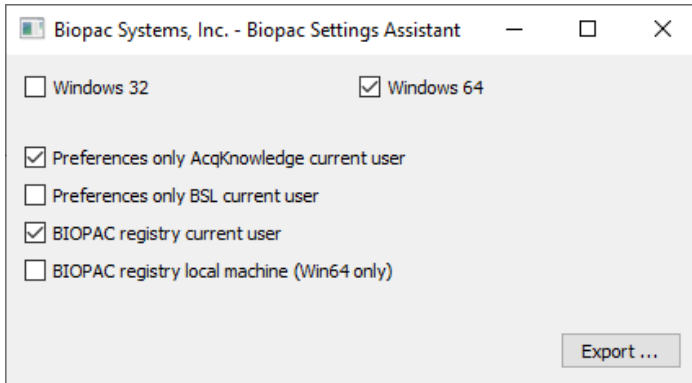 Biopac Systems, Inc. - Biopac Settings Assistant
Windows 32 Windows 64
Preferences only AcqKnowledge current user
Preferences only BSL current user
BIOPAC registry current user
BIOPAC registry local machine (Win64 only)
Export ...